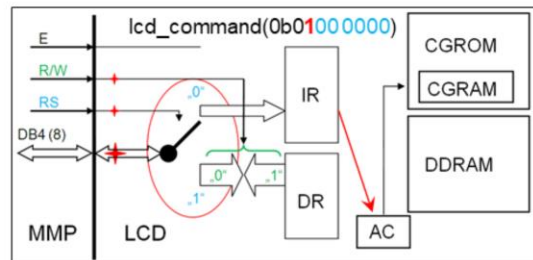 lcd_command(0b01000000)
E
R/W
RS
DB4 (8)
„0"
„0"
„1"
„1"
IR
DR
AC
CGROM
CGRAM
DDRAM
MMP
LCD